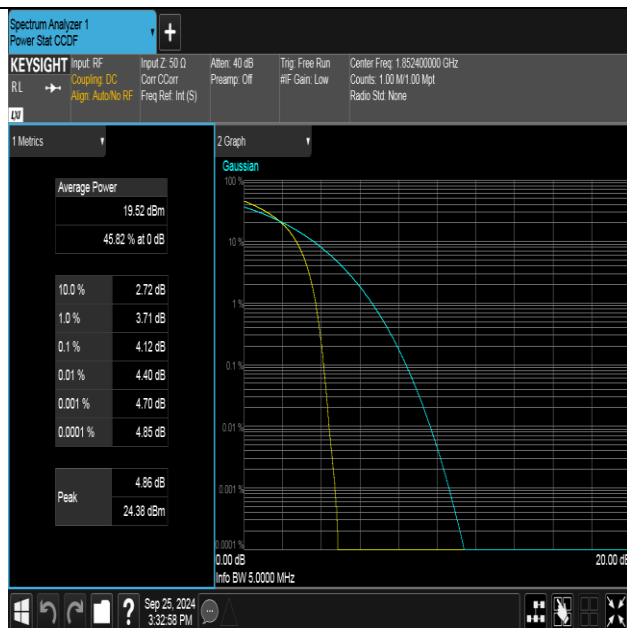 Spectrum Analyzer 1
Power Stat CCDF
KEYSIGHT
RL
LXI
Input: RF
Coupling: DC
Align: Auto/No RF
Input Z: 50 Ω
Corr CCorr
Freq Ref: Int (S)
Atten: 40 dB
Preamp: Off
Trig: Free Run
#IF Gain: Low
Center Freq: 1.852400000 GHz
Counts: 1.00 M/1.00 Mpt
Radio Std: None
1 Metrics
Average Power
19.52 dBm
45.82 % at 0 dB
10.0 % 2.72 dB
1.0 % 3.71 dB
0.1 % 4.12 dB
0.01 % 4.40 dB
0.001 % 4.70 dB
0.0001 % 4.85 dB
Peak
4.86 dB
24.38 dBm
2 Graph
Gaussian
100 %
10 %
1 %
0.1 %
0.01 %
0.001 %
0.0001 %
0.00 dB
20.00 dB
Info BW 5.0000 MHz
?
Sep 25, 2024
3:32:58 PM